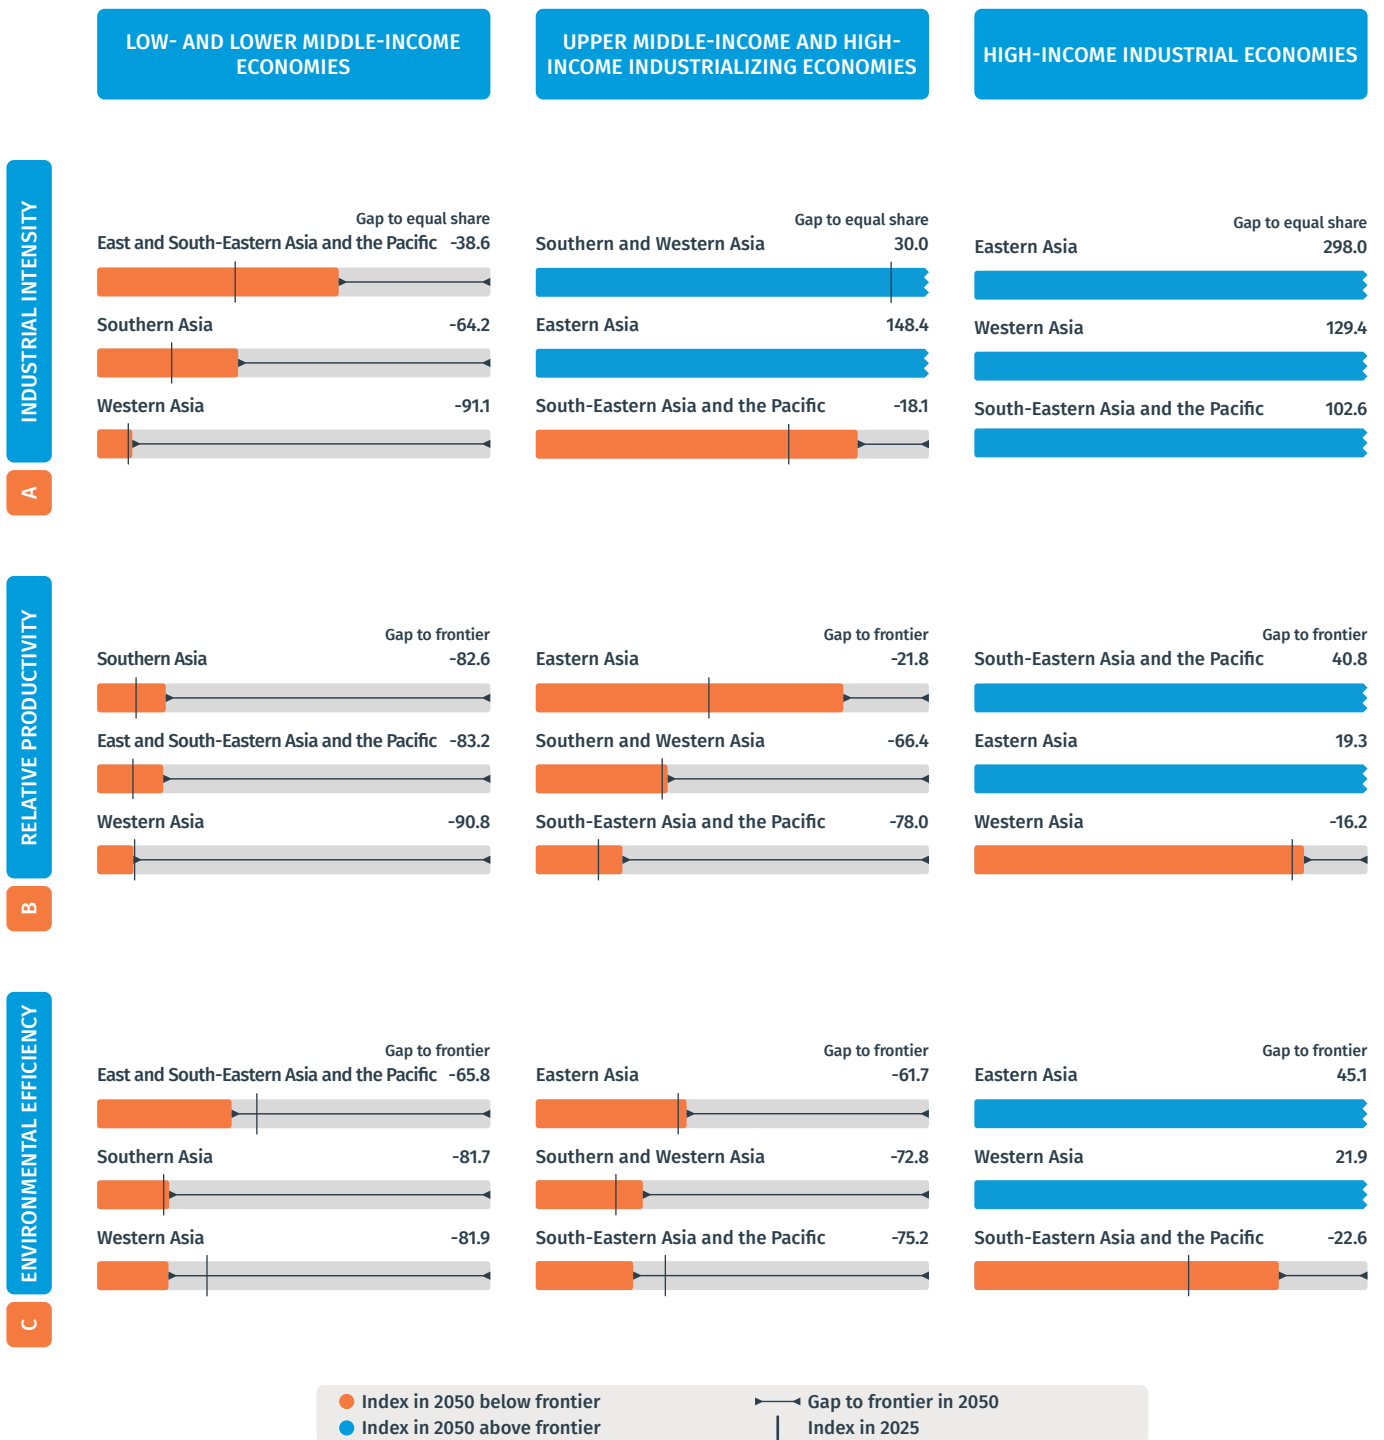 LOW- AND LOWER MIDDLE-INCOME
ECONOMIES
UPPER MIDDLE-INCOME AND HIGH-
INCOME INDUSTRIALIZING ECONOMIES
HIGH-INCOME INDUSTRIAL ECONOMIES
INDUSTRIAL INTENSITY
A
Gap to equal share
East and South-Eastern Asia and the Pacific -38.6
Southern Asia -64.2
Western Asia -91.1
Gap to equal share
Southern and Western Asia 30.0
Eastern Asia 148.4
South-Eastern Asia and the Pacific -18.1
Gap to equal share
Eastern Asia 298.0
Western Asia 129.4
South-Eastern Asia and the Pacific 102.6
RELATIVE PRODUCTIVITY
B
Gap to frontier
Southern Asia -82.6
East and South-Eastern Asia and the Pacific -83.2
Western Asia -90.8
Gap to frontier
Eastern Asia -21.8
Southern and Western Asia -66.4
South-Eastern Asia and the Pacific -78.0
Gap to frontier
South-Eastern Asia and the Pacific 40.8
Eastern Asia 19.3
Western Asia -16.2
ENVIRONMENTAL EFFICIENCY
C
Gap to frontier
East and South-Eastern Asia and the Pacific -65.8
Southern Asia -81.7
Western Asia -81.9
Gap to frontier
Eastern Asia -61.7
Southern and Western Asia -72.8
South-Eastern Asia and the Pacific -75.2
Gap to frontier
Eastern Asia 45.1
Western Asia 21.9
South-Eastern Asia and the Pacific -22.6
Index in 2050 below frontier
Index in 2050 above frontier
Gap to frontier in 2050
Index in 2025